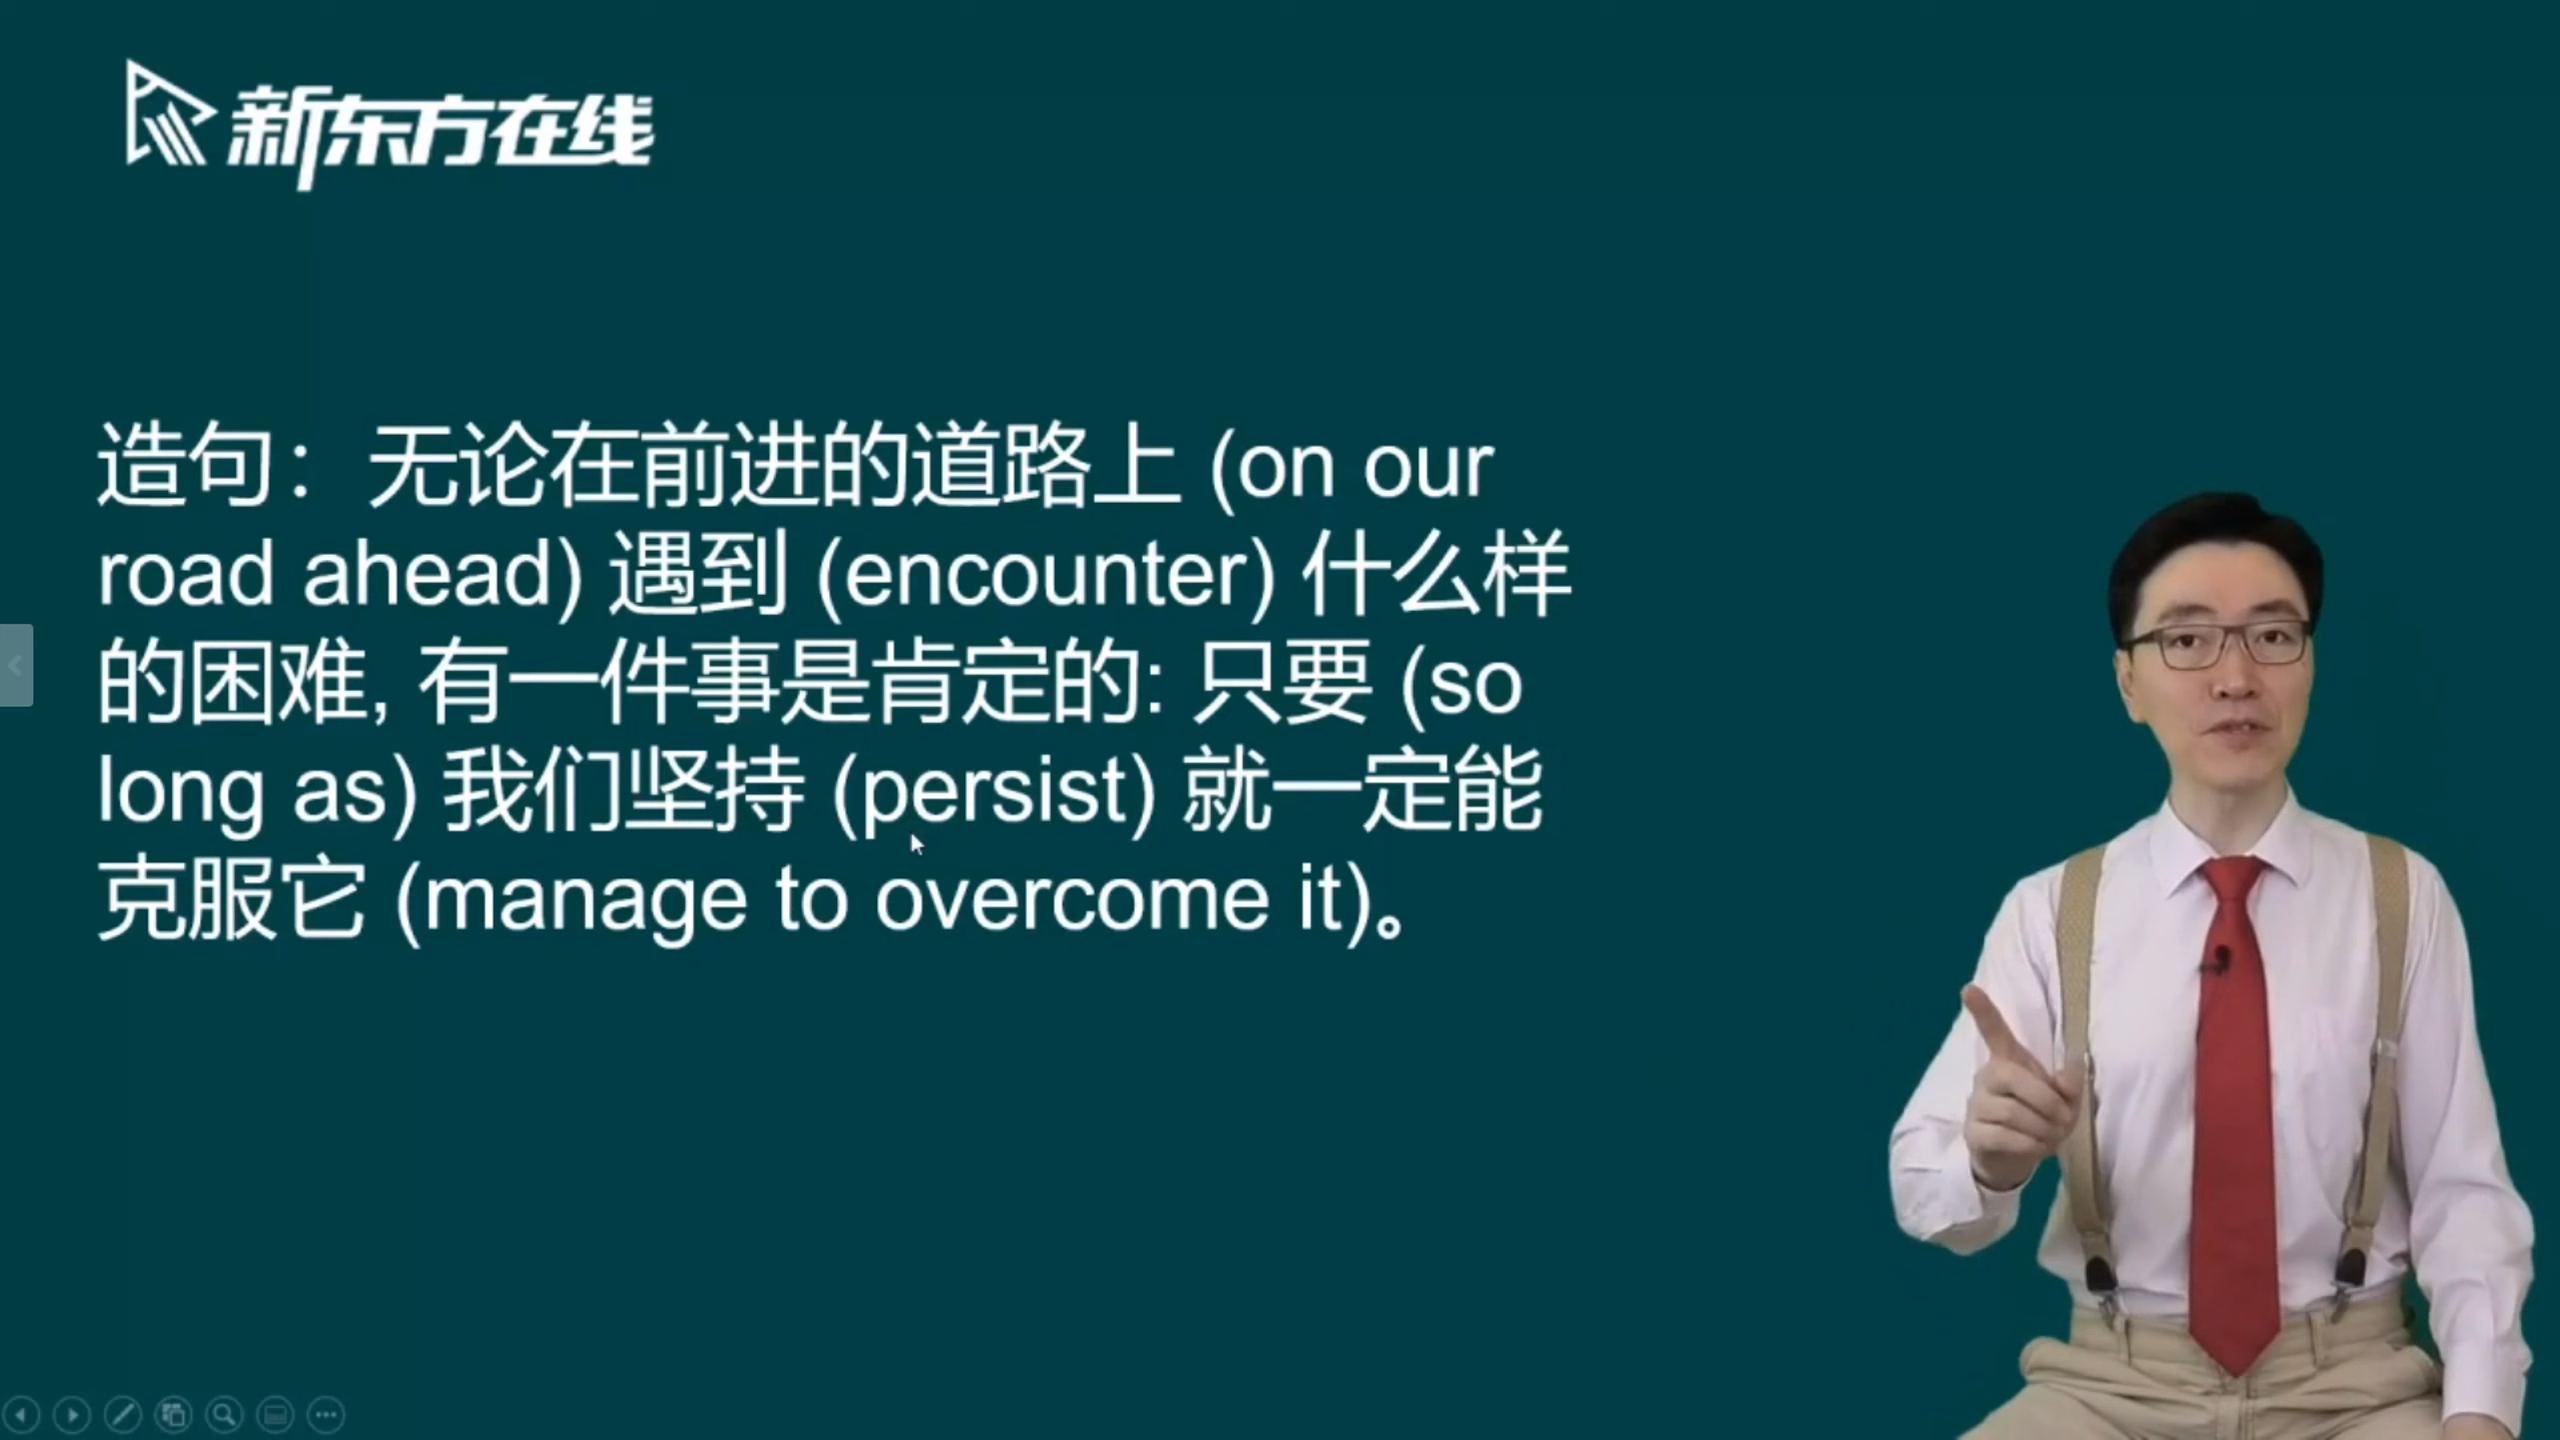 新东方在线
造句：无论在前进的道路上 (on our
road ahead) 遇到 (encounter) 什么样
的困难, 有一件事是肯定的: 只要 (so
long as) 我们坚持 (persist) 就一定能
克服它 (manage to overcome it)。